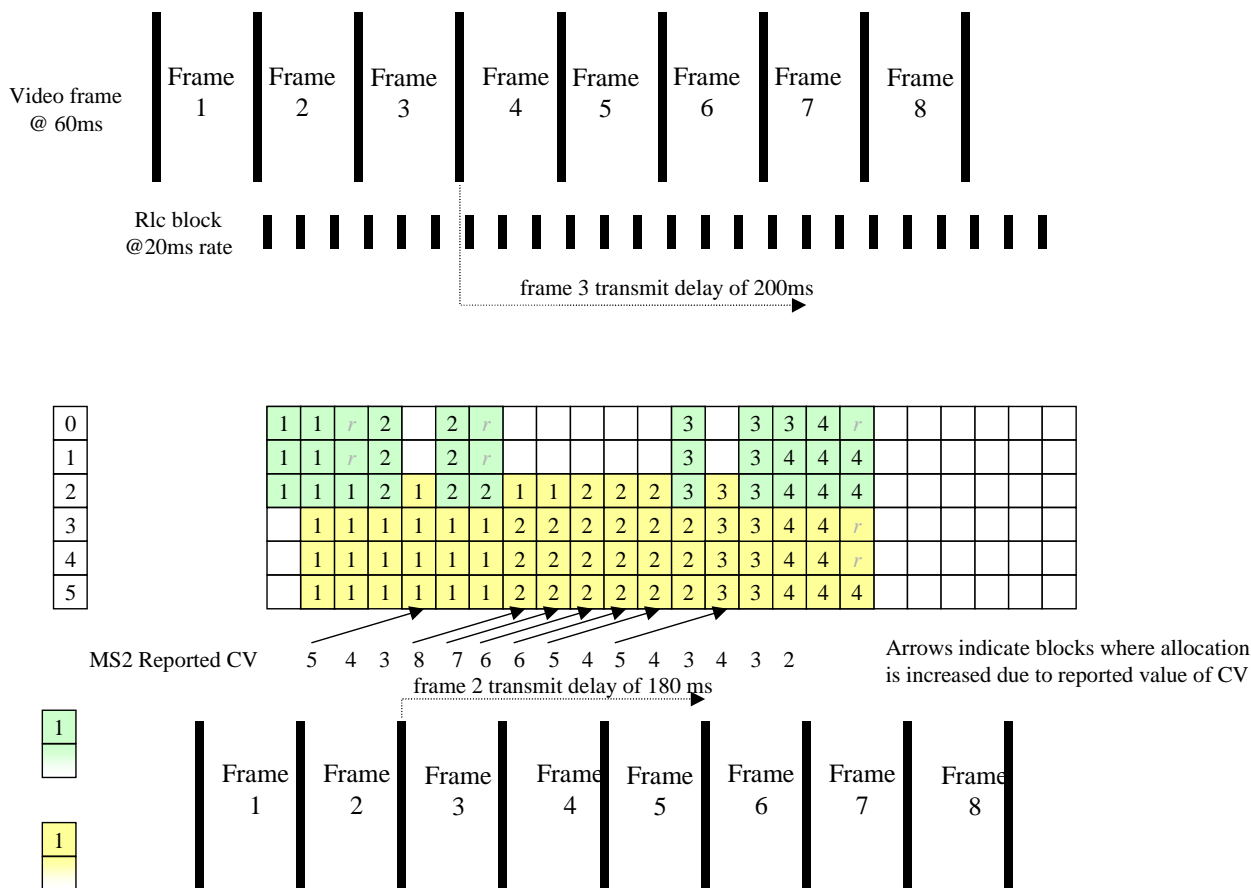 Frame 1
Frame 2
Frame 3
Frame 4
Frame 5
Frame 6
Frame 7
Frame 8
Video frame
@ 60ms
Rlc block
@20ms rate
frame 3 transmit delay of 200ms
0 1 1 r 2 2 r 3 3 3 4 r
1 1 1 r 2 2 r 3 3 4 4 4
2 1 1 1 2 1 2 2 1 1 2 2 2 3 3 3 4 4 4
3 1 1 1 1 1 1 2 2 2 2 2 2 3 3 4 4 r
4 1 1 1 1 1 1 2 2 2 2 2 2 3 3 4 4 r
5 1 1 1 1 1 1 2 2 2 2 2 2 3 3 4 4 4
MS2 Reported CV 5 4 3 8 7 6 6 5 4 5 4 3 4 3 2
Arrows indicate blocks where allocation
is increased due to reported value of CV
frame 2 transmit delay of 180 ms
1
1
Frame 1
Frame 2
Frame 3
Frame 4
Frame 5
Frame 6
Frame 7
Frame 8